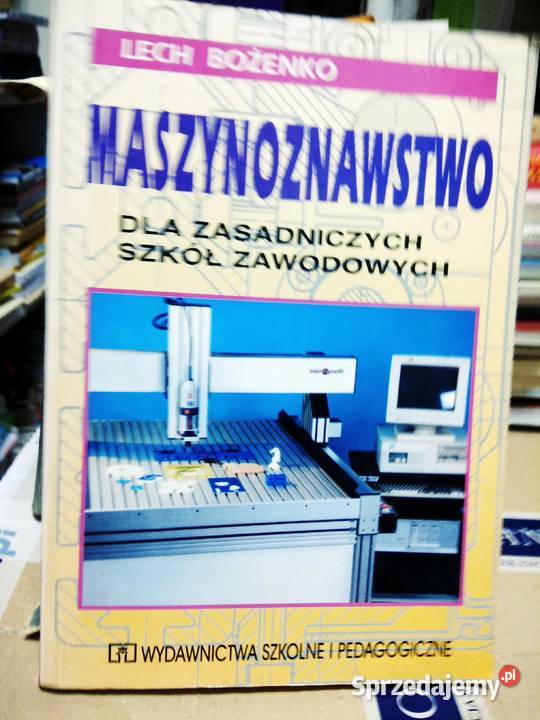 LECH BOŻENKO
MASZYNOZNAWSTWO
DLA ZASADNICZYCH
SZKÓŁ ZAWODOWYCH
WYDAWNICTWA SZKOLNE I PEDAGOGICZNE
Sprzedajemy.pl